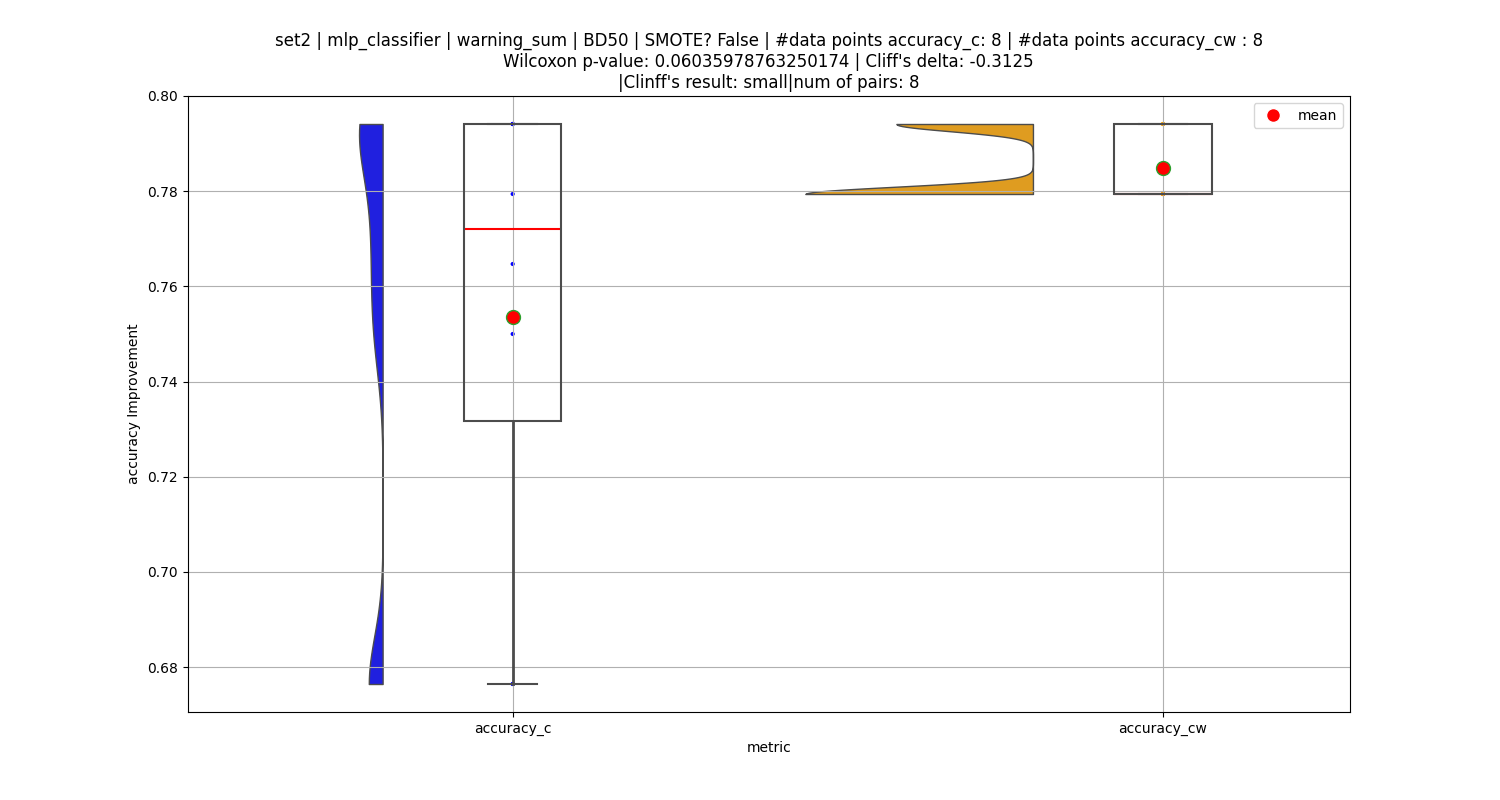 set2 | mlp_classifier | warning_sum | BD50 | SMOTE? False | #data points accuracy_c: 8 | #data points accuracy_cw : 8
Wilcoxon p-value: 0.06035978763250174 | Cliff's delta: -0.3125
|Clinff's result: small|num of pairs: 8
mean
0.80
0.78
0.76
0.74
0.72
0.70
0.68
accuracy Improvement
accuracy_c
accuracy_cw
metric